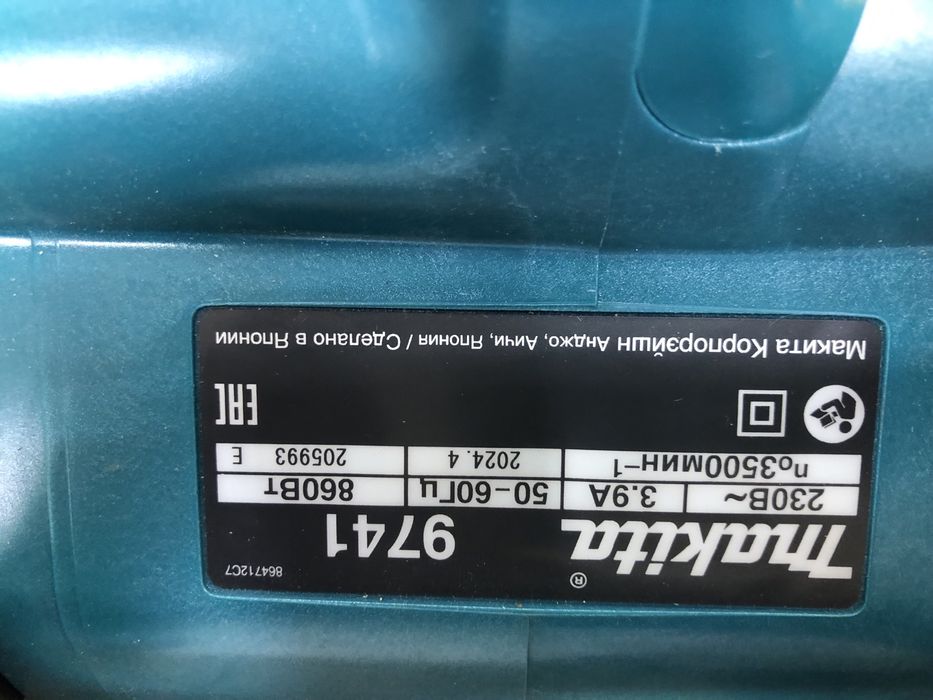 864712C7
makita® 9741
230В~ 3.9А 50-60Гц 860Вт
n₀3500мин⁻¹ 2024.4 205993 E
EAC
Макита Корпорэйшн Анджо, Аичи, Япония / Сделано в Японии